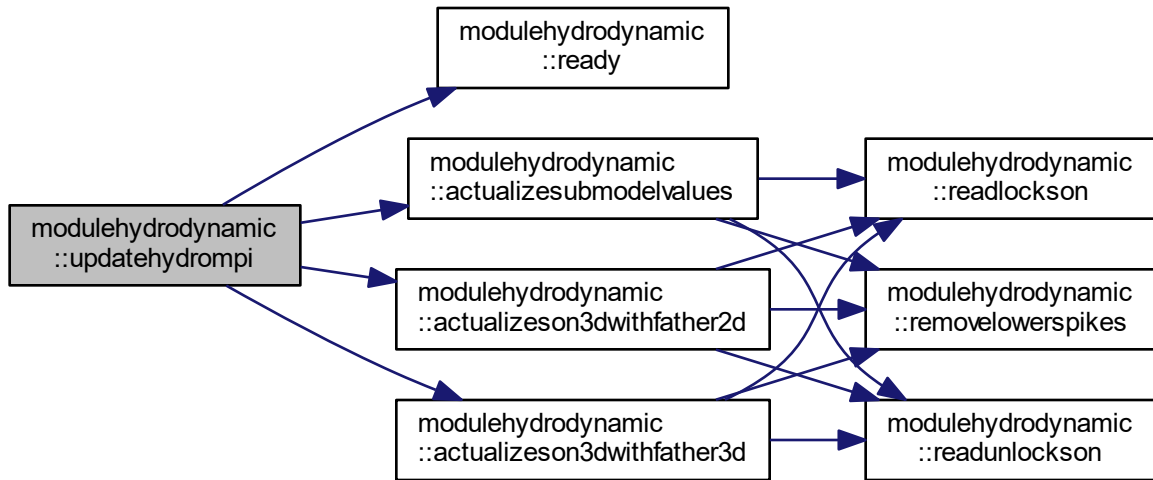 modulehydrodynamic
::updatehydrompi
modulehydrodynamic
::ready
modulehydrodynamic
::actualizesubmodelvalues
modulehydrodynamic
::actualizeson3dwithfather2d
modulehydrodynamic
::actualizeson3dwithfather3d
modulehydrodynamic
::readlockson
modulehydrodynamic
::removelowerspikes
modulehydrodynamic
::readunlockson